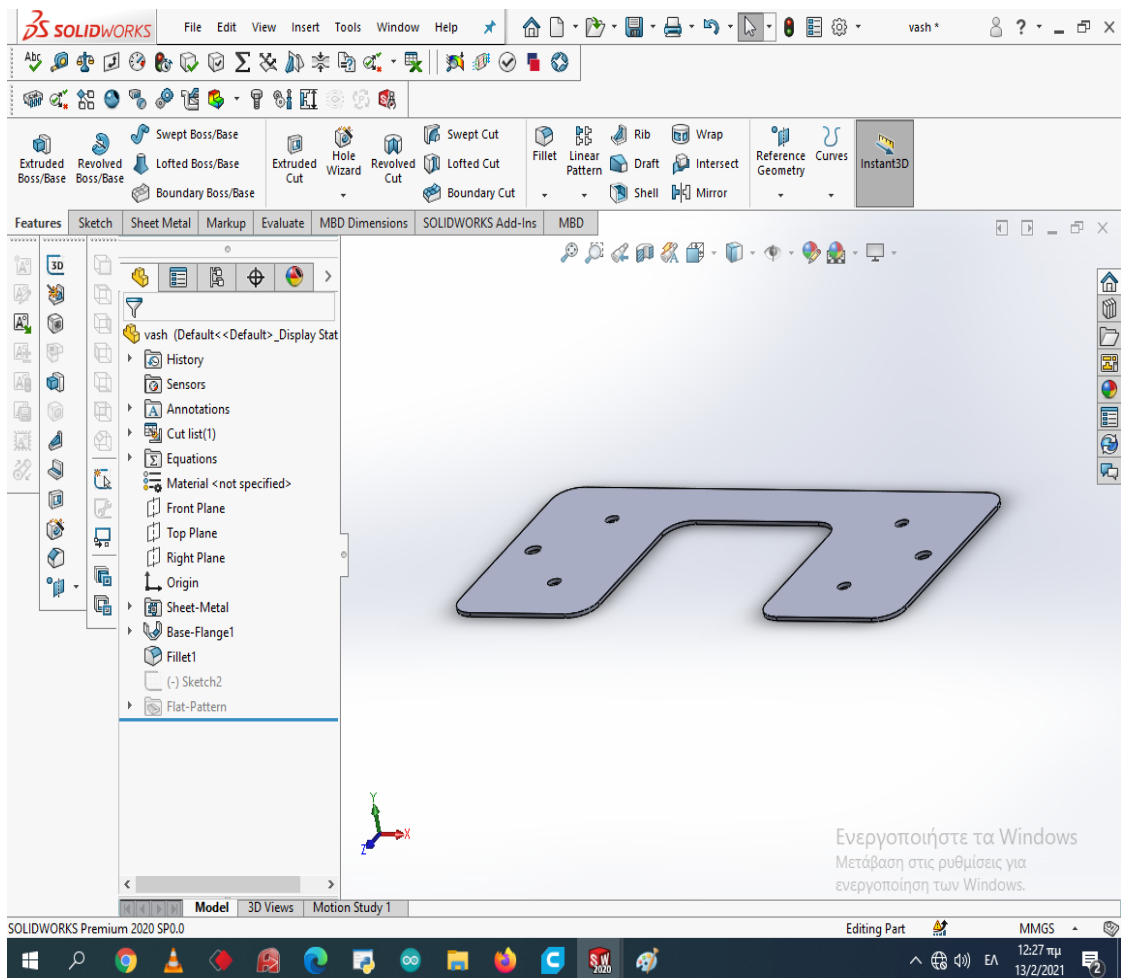 SOLIDWORKS File Edit View Insert Tools Window Help vash *
Swept Boss/Base
Lofted Boss/Base
Boundary Boss/Base
Extruded Boss/Base
Revolved Boss/Base
Extruded Cut
Hole Wizard
Revolved Cut
Swept Cut
Lofted Cut
Boundary Cut
Fillet
Linear Pattern
Rib
Draft
Shell
Wrap
Intersect
Mirror
Reference Geometry
Curves
Instant3D
Features Sketch Sheet Metal Markup Evaluate MBD Dimensions SOLIDWORKS Add-Ins MBD
3D
vash (Default<<Default>_Display Stat
History
Sensors
Annotations
Cut list(1)
Equations
Material <not specified>
Front Plane
Top Plane
Right Plane
Origin
Sheet-Metal
Base-Flange1
Fillet1
(-) Sketch2
Flat-Pattern
Y
X
Z
Ενεργοποιήστε τα Windows
Μετάβαση στις ρυθμίσεις για
ενεργοποίηση των Windows.
Model 3D Views Motion Study 1
SOLIDWORKS Premium 2020 SP0.0 Editing Part MMGS
ΕΛ
12:27 πμ
13/2/2021
2